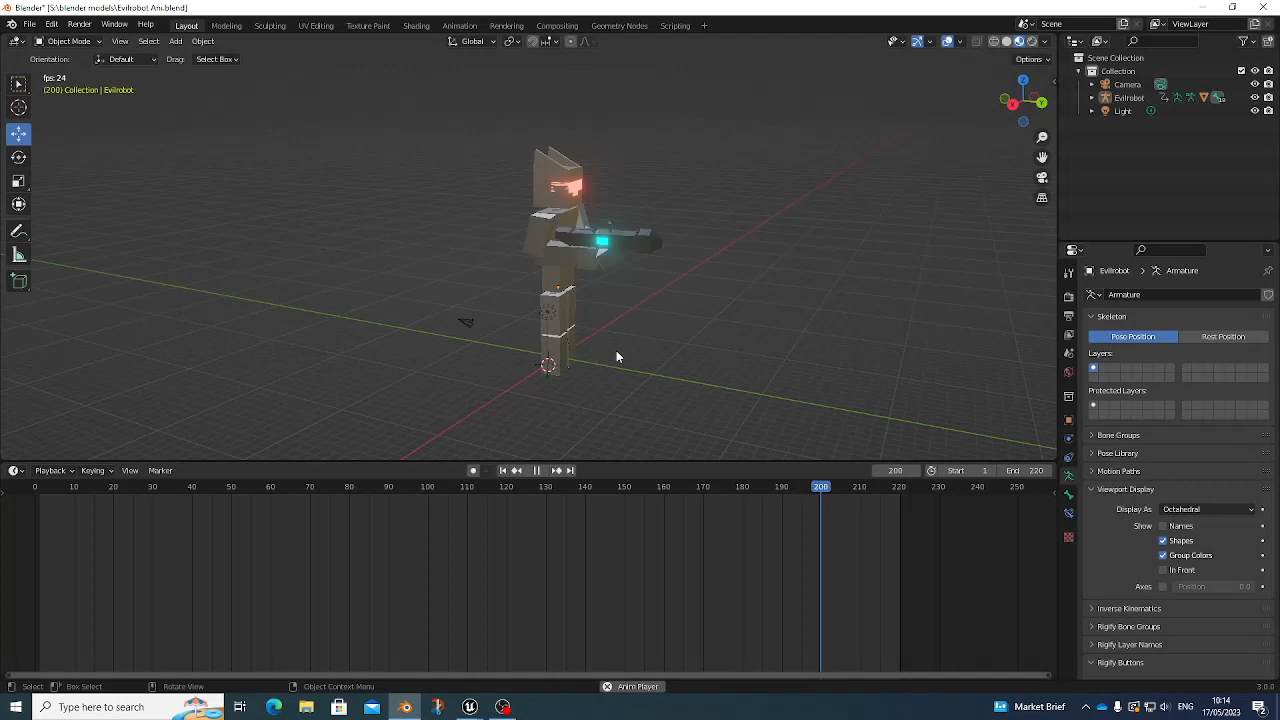 Blender* [S:\blender models\Evilrobot Ani.blend]
File Edit Render Window Help Layout Modeling Sculpting UV Editing Texture Paint Shading Animation Rendering Compositing Geometry Nodes Scripting + Scene ViewLayer
Object Mode View Select Add Object Global
Orientation: Default Drag: Select Box Options
fps:24
(200) Collection | Evilrobot
Z
X
Y
Scene Collection
Collection
Camera
Evilrobot
Light
Evilrobot > Armature
Armature
Skeleton
Pose Position Rest Position
Layers:
Protected Layers:
Bone Groups
Pose Library
Motion Paths
Viewport Display
Display As Octahedral
Show Names
Shapes
Group Colors
In Front
Axes Position 0.0
Inverse Kinematics
Rigify Bone Groups
Rigify Layer Names
Rigify Buttons
Playback Keying View Marker 200 Start 1 End 220
0 10 20 30 40 50 60 70 80 90 100 110 120 130 140 150 160 170 180 190 200 210 220 230 240 250
Select Box Select Rotate View Object Context Menu Anim Player 3.0.0
Type here to search Market Brief 18:14
17/05/2023